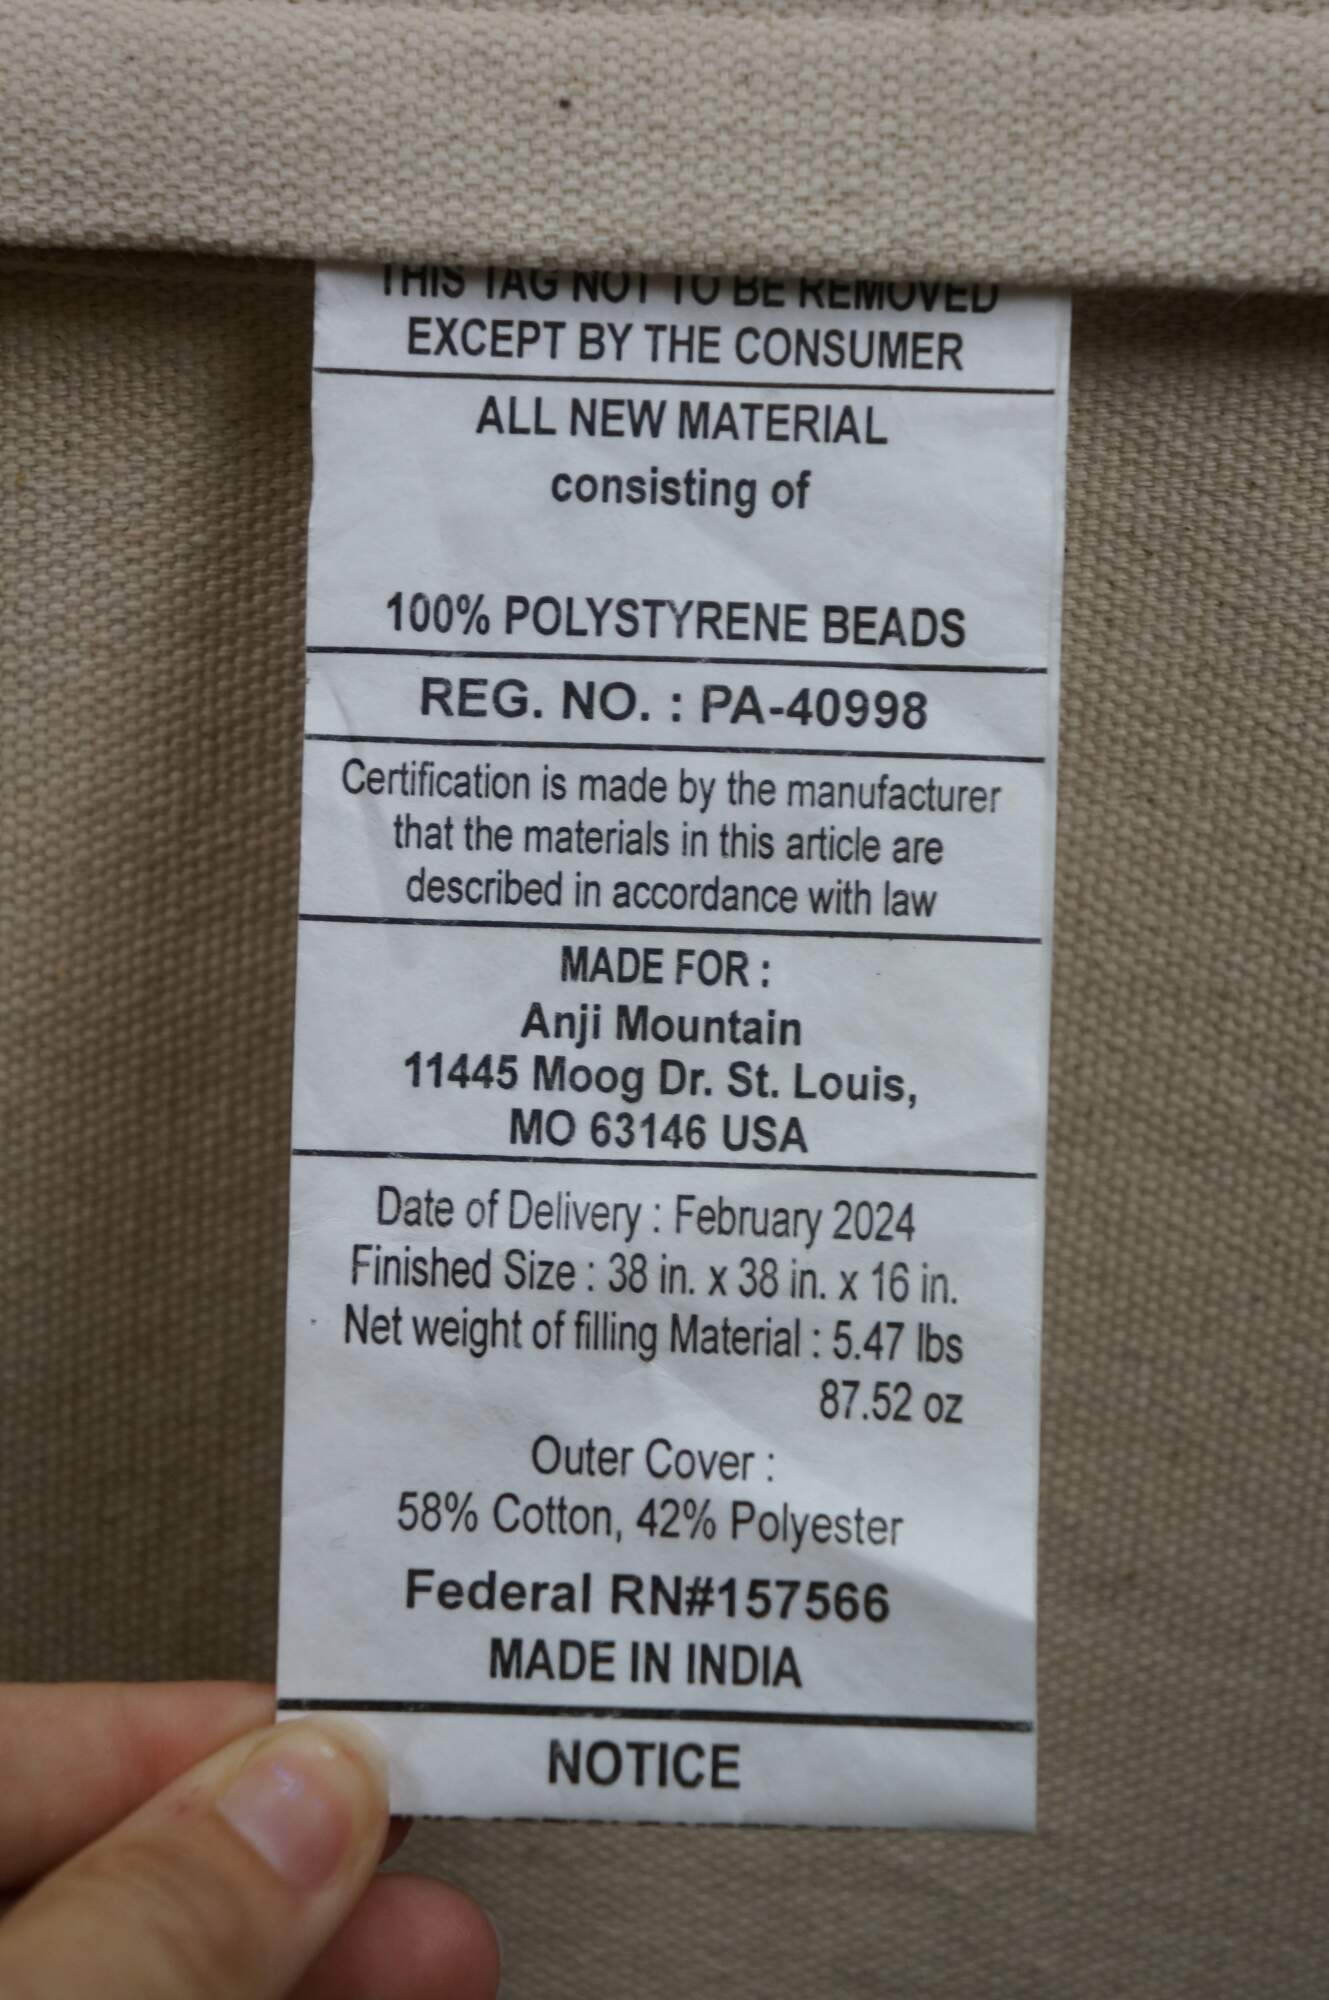 THIS TAG NOT TO BE REMOVED
EXCEPT BY THE CONSUMER
ALL NEW MATERIAL
consisting of
100% POLYSTYRENE BEADS
REG. NO. : PA-40998
Certification is made by the manufacturer
that the materials in this article are
described in accordance with law
MADE FOR :
Anji Mountain
11445 Moog Dr. St. Louis,
MO 63146 USA
Date of Delivery : February 2024
Finished Size : 38 in. x 38 in. x 16 in.
Net weight of filling Material : 5.47 lbs
87.52 oz
Outer Cover :
58% Cotton, 42% Polyester
Federal RN#157566
MADE IN INDIA
NOTICE